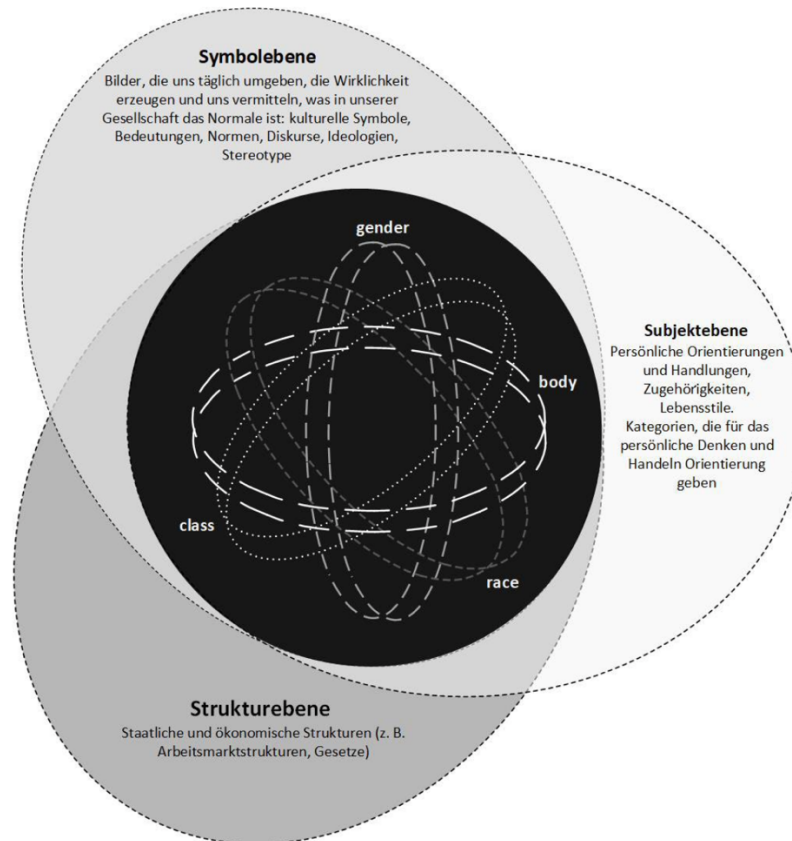 Symbolebene
Bilder, die uns täglich umgeben, die Wirklichkeit
erzeugen und uns vermitteln, was in unserer
Gesellschaft das Normale ist: kulturelle Symbole,
Bedeutungen, Normen, Diskurse, Ideologien,
Stereotype
gender
Subjektebene
Persönliche Orientierungen
und Handlungen,
Zugehörigkeiten,
Lebensstile.
Kategorien, die für das
persönliche Denken und
Handeln Orientierung
geben
body
class
race
Strukturebene
Staatliche und ökonomische Strukturen (z. B.
Arbeitsmarktstrukturen, Gesetze)